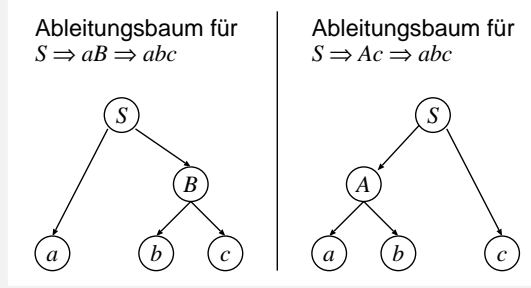 Ableitungsbaum für
S ⇒ aB ⇒ abc
S
B
a
b
c
Ableitungsbaum für
S ⇒ Ac ⇒ abc
S
A
a
b
c